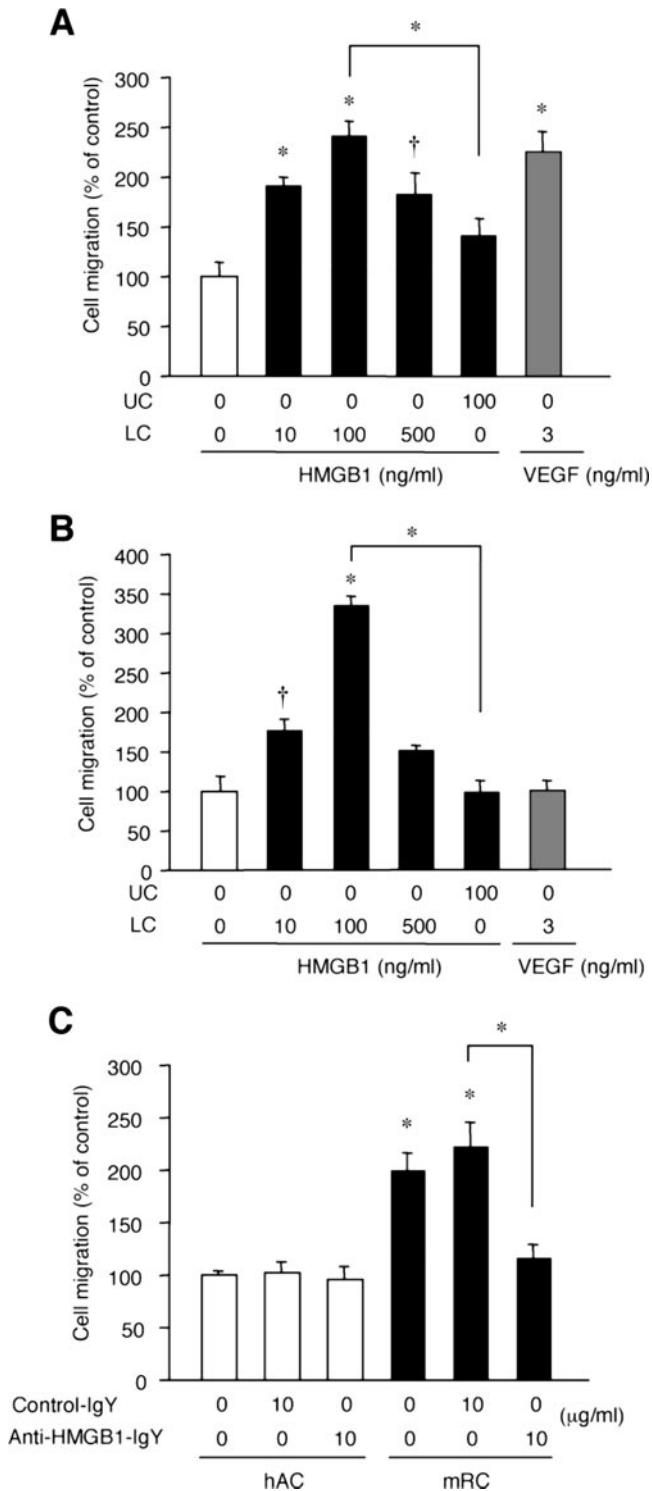 A
*
Cell migration (% of control)
300
250
200
150
100
50
0
* * † *
UC 0 0 0 0 100 0
LC 0 10 100 500 0 3
HMGB1 (ng/ml) VEGF (ng/ml)
B
*
Cell migration (% of control)
400
350
300
250
200
150
100
50
0
† *
UC 0 0 0 0 100 0
LC 0 10 100 500 0 3
HMGB1 (ng/ml) VEGF (ng/ml)
C
*
Cell migration (% of control)
300
250
200
150
100
50
0
* *
Control-IgY 0 10 0 0 10 0 (μg/ml)
Anti-HMGB1-IgY 0 0 10 0 0 10
hAC mRC